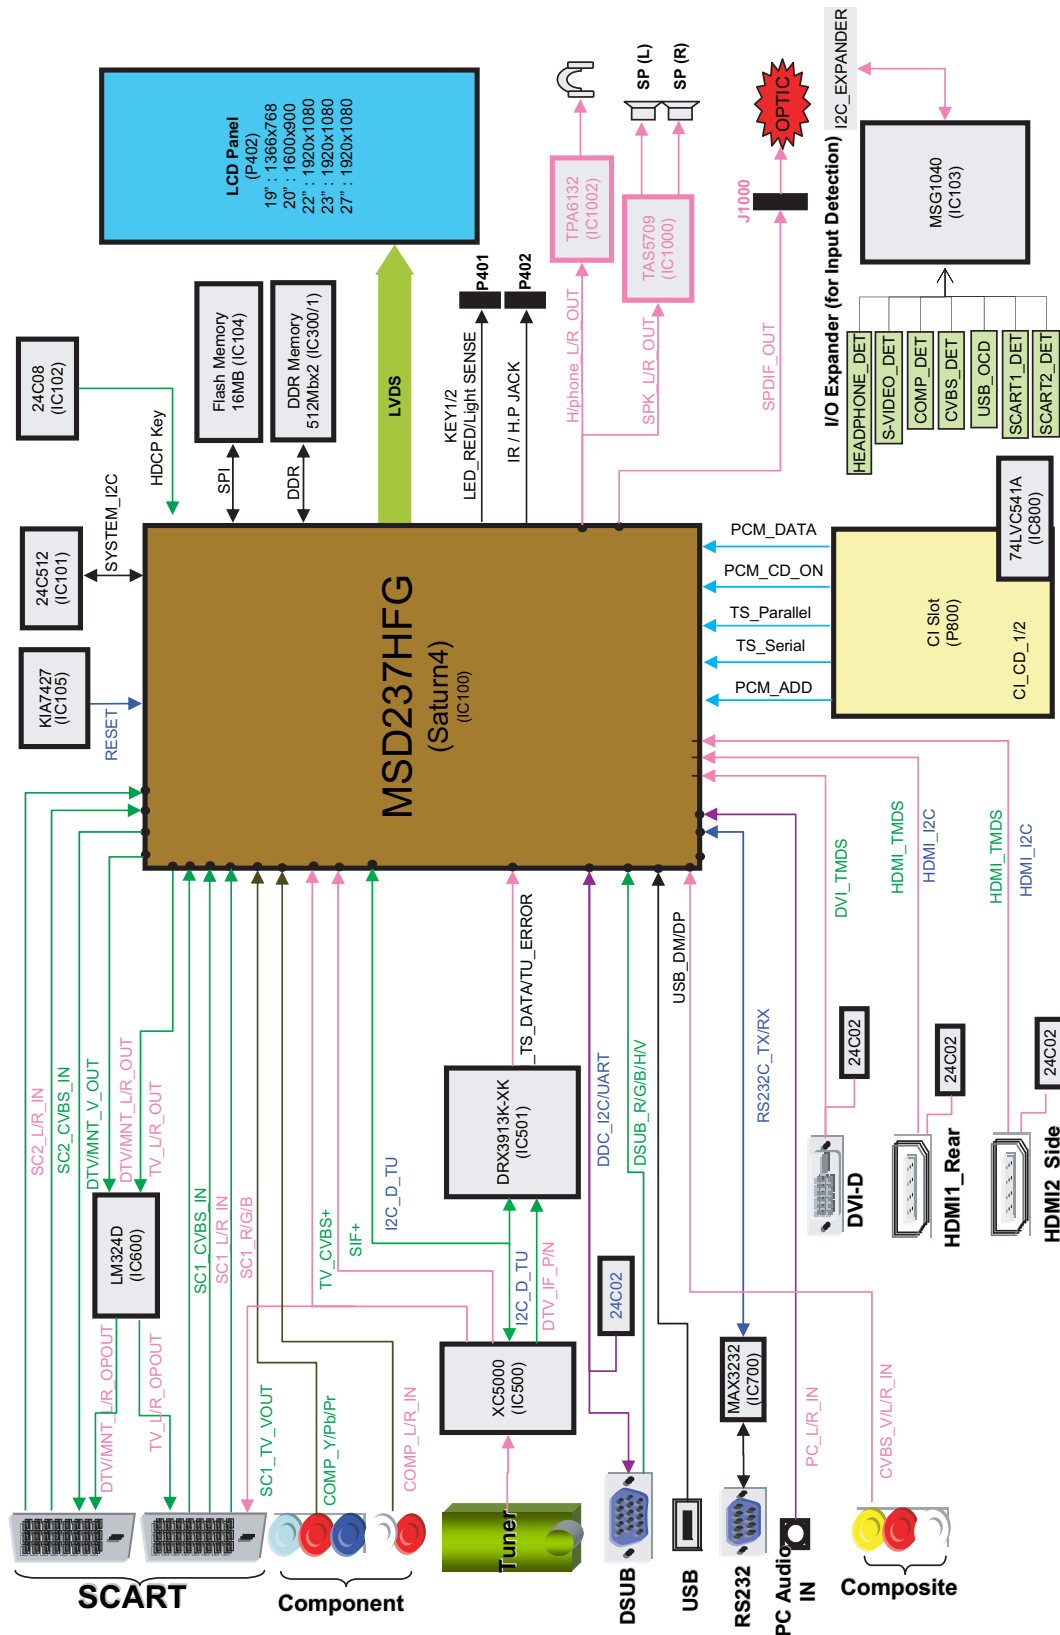 LCD Panel
(P402)
19” : 1366x768
20” : 1600x900
22” : 1920x1080
23” : 1920x1080
27” : 1920x1080
SP (L)
SP (R)
OPTIC
I2C_EXPANDER
TPA6132
(IC1002)
TAS5709
(IC1000)
J1000
MSG1040
(IC103)
I/O Expander (for Input Detection)
HEADPHONE_DET
S-VIDEO_DET
COMP_DET
CVBS_DET
USB_OCD
SCART1_DET
SCART2_DET
24C08
(IC102)
Flash Memory
16MB (IC104)
DDR Memory
512Mbx2 (IC300/1)
LVDS
P401
P402
KEY1/2
LED_RED/Light SENSE
IR / H.P JACK
H/phone L/R_OUT
SPK L/R_OUT
SPDIF_OUT
HDCP Key
SPI
DDR
24C512
(IC101)
SYSTEM_I2C
KIA7427
(IC105)
RESET
MSD237HFG
(Saturn4)
(IC100)
PCM_DATA
PCM_CD_ON
TS_Parallel
TS_Serial
PCM_ADD
74LVC541A
(IC800)
CI Slot
(P800)
CI_CD_1/2
SC2_L/R_IN
SC2_CVBS_IN
DTV/MNT_V_OUT
DTV/MNT_L/R_OUT
TV_L/R_OUT
LM324D
(IC600)
SC1_CVBS_IN
SC1_L/R_IN
SC1_R/G/B
DTV/MNT_L/R_OPOUT
TV_L/R_OPOUT
SC1_TV_VOUT
COMP_Y/Pb/Pr
COMP_L/R_IN
TV_CVBS+
SIF+
I2C_D_TU
I2C_D_TU
DTV_IF_P/N
DRX3913K-XK
(IC501)
_TS_DATA/TU_ERROR
XC5000
(IC500)
24C02
DDC_I2C/UART
DSUB_R/G/B/H/V
USB_DM/DP
RS232C_TX/RX
MAX3232
(IC700)
PC_L/R_IN
CVBS_V/L/R_IN
DVI_TMDS
HDMI_TMDS
HDMI_I2C
HDMI_TMDS
HDMI_I2C
24C02
24C02
24C02
DVI-D
HDMI1_Rear
HDMI2_Side
SCART
Component
Tuner
DSUB
USB
RS232
PC Audio
IN
Composite